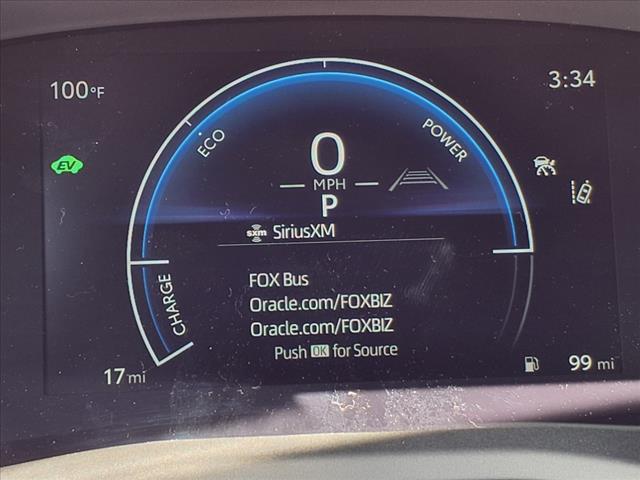 100°F
3:34
EV
ECO
POWER
0
MPH
P
sxm SiriusXM
CHARGE
FOX Bus
Oracle.com/FOXBIZ
Oracle.com/FOXBIZ
Push OK for Source
17 mi
99 mi